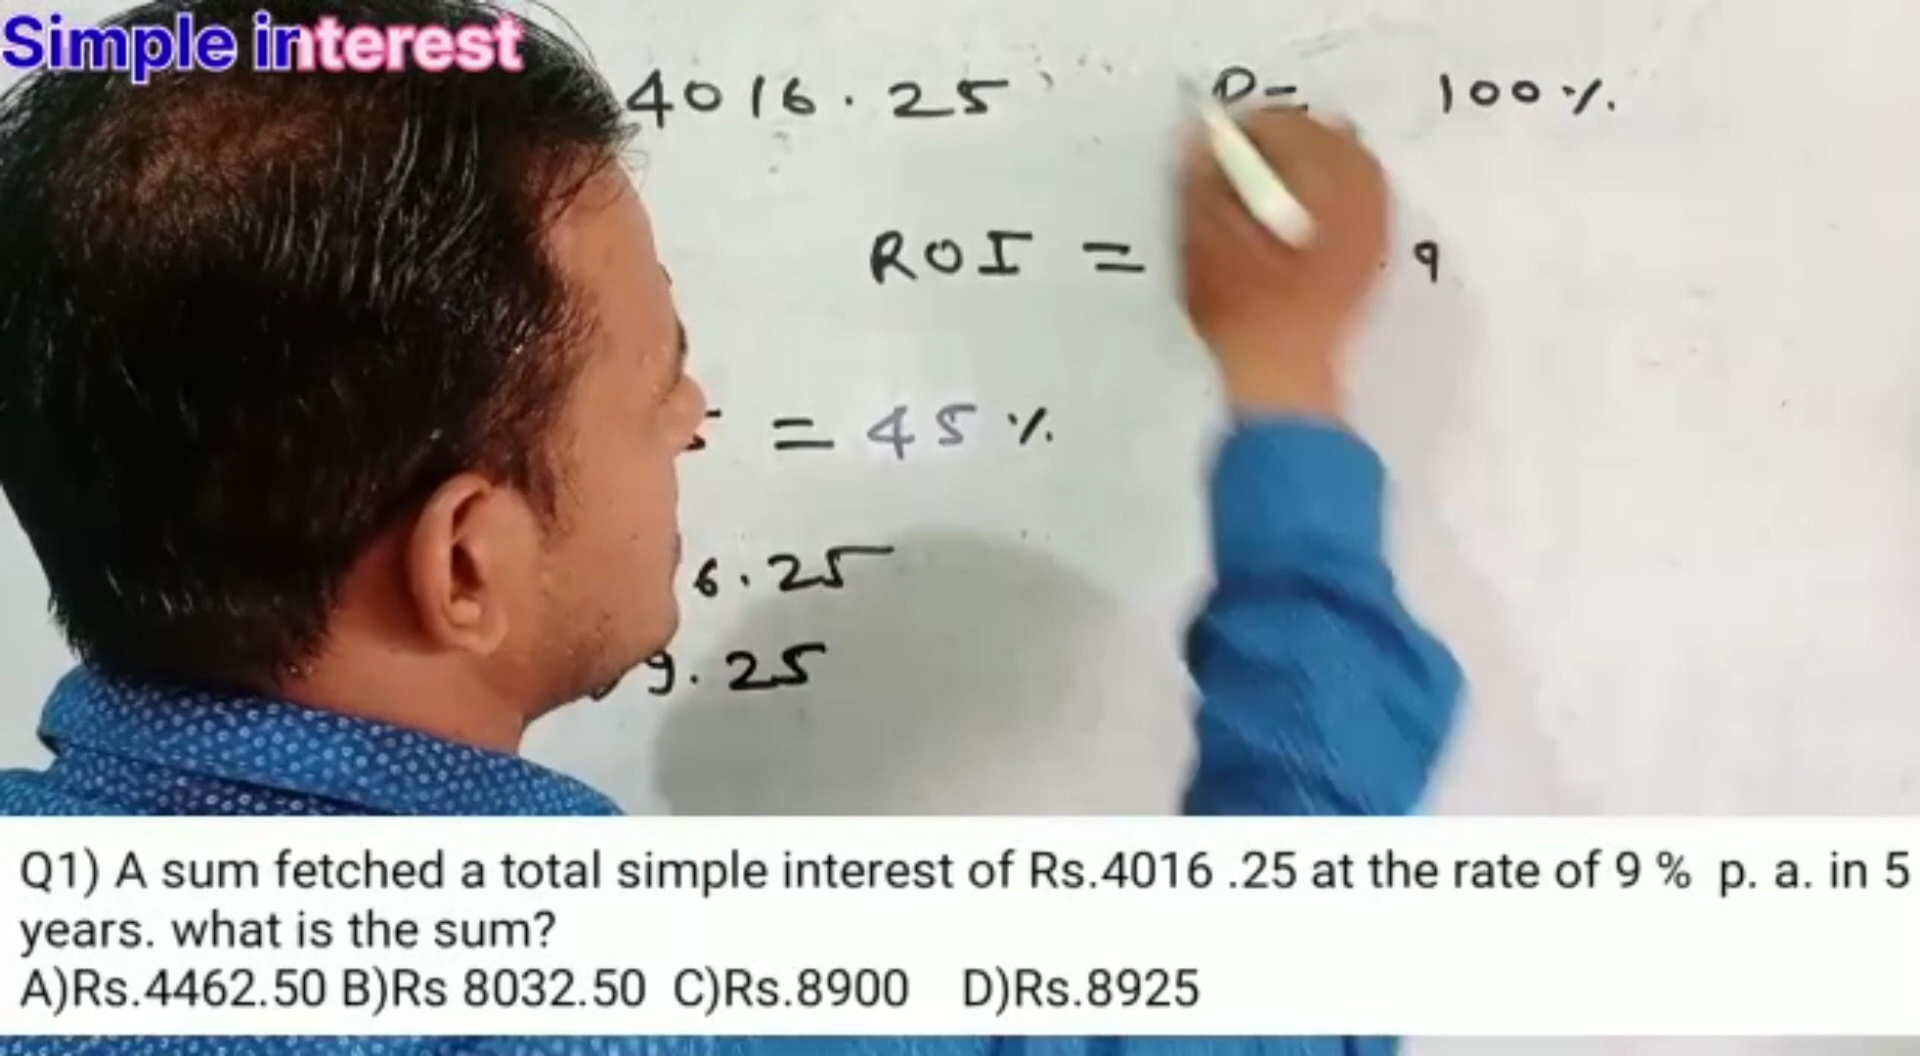 Simple interest
4016.25 P= 100%
ROI = 9
= 45%
6.25
9.25
Q1) A sum fetched a total simple interest of Rs.4016 .25 at the rate of 9 % p. a. in 5
years. what is the sum?
A)Rs.4462.50 B)Rs 8032.50 C)Rs.8900 D)Rs.8925